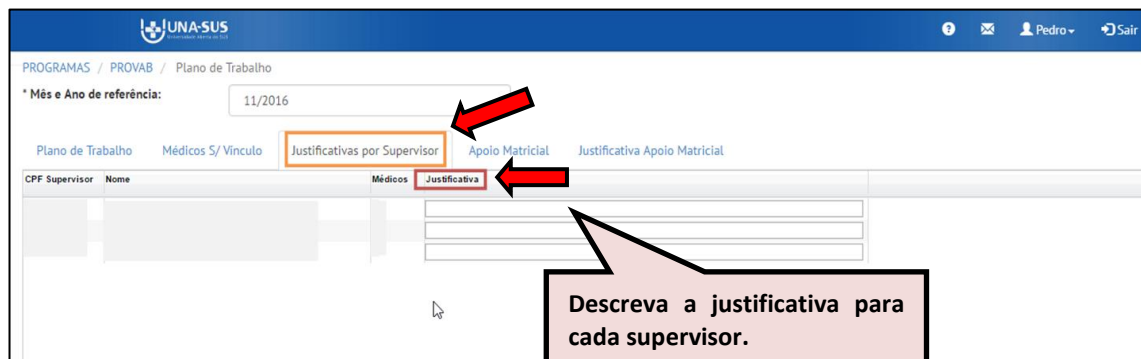 UNA-SUS
? Pedro Sair
PROGRAMAS / PROVAB / Plano de Trabalho
* Mês e Ano de referência: 11/2016
Plano de Trabalho Médicos S/ Vinculo Justificativas por Supervisor Apoio Matricial Justificativa Apoio Matricial
CPF Supervisor Nome Médicos Justificativa
Descreva a justificativa para
cada supervisor.